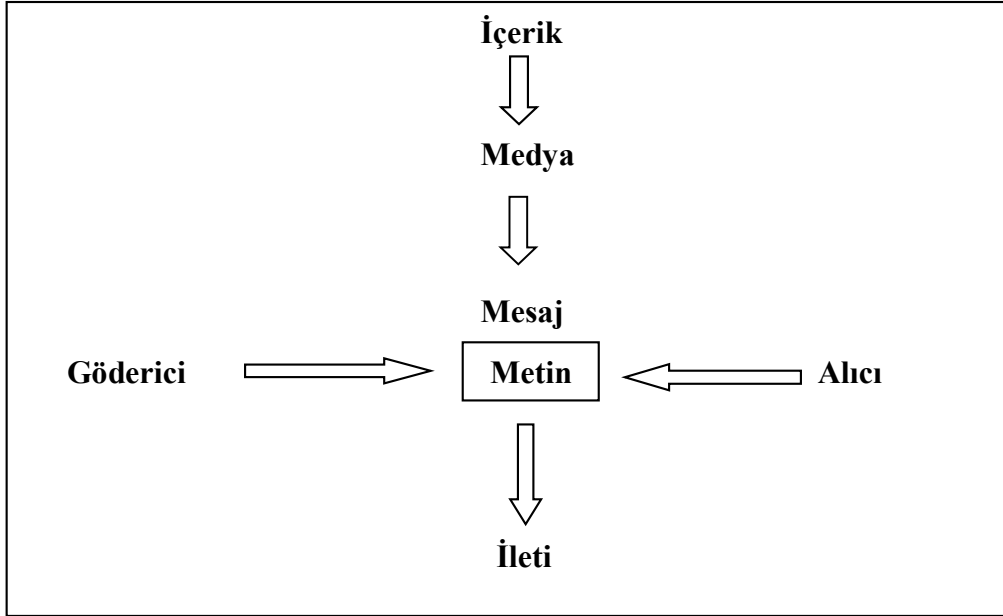 İçerik
Medya
Mesaj
Göderici
Metin
Alıcı
İleti